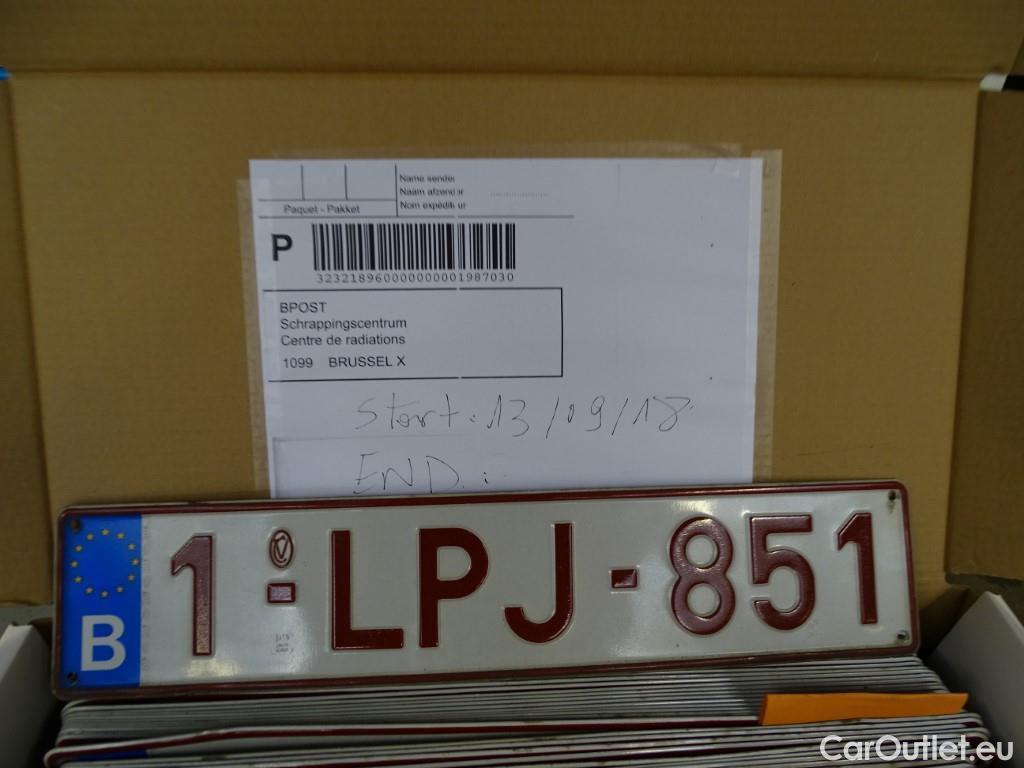 Name sender
Naam afzender
Nom expéditeur
Paquet - Pakket
P
323218960000000001987030
BPOST
Schrappingscentrum
Centre de radiations
1099 BRUSSEL X
Start: 13/09/18
END:
B 1 LPJ-851
CarOutlet.eu